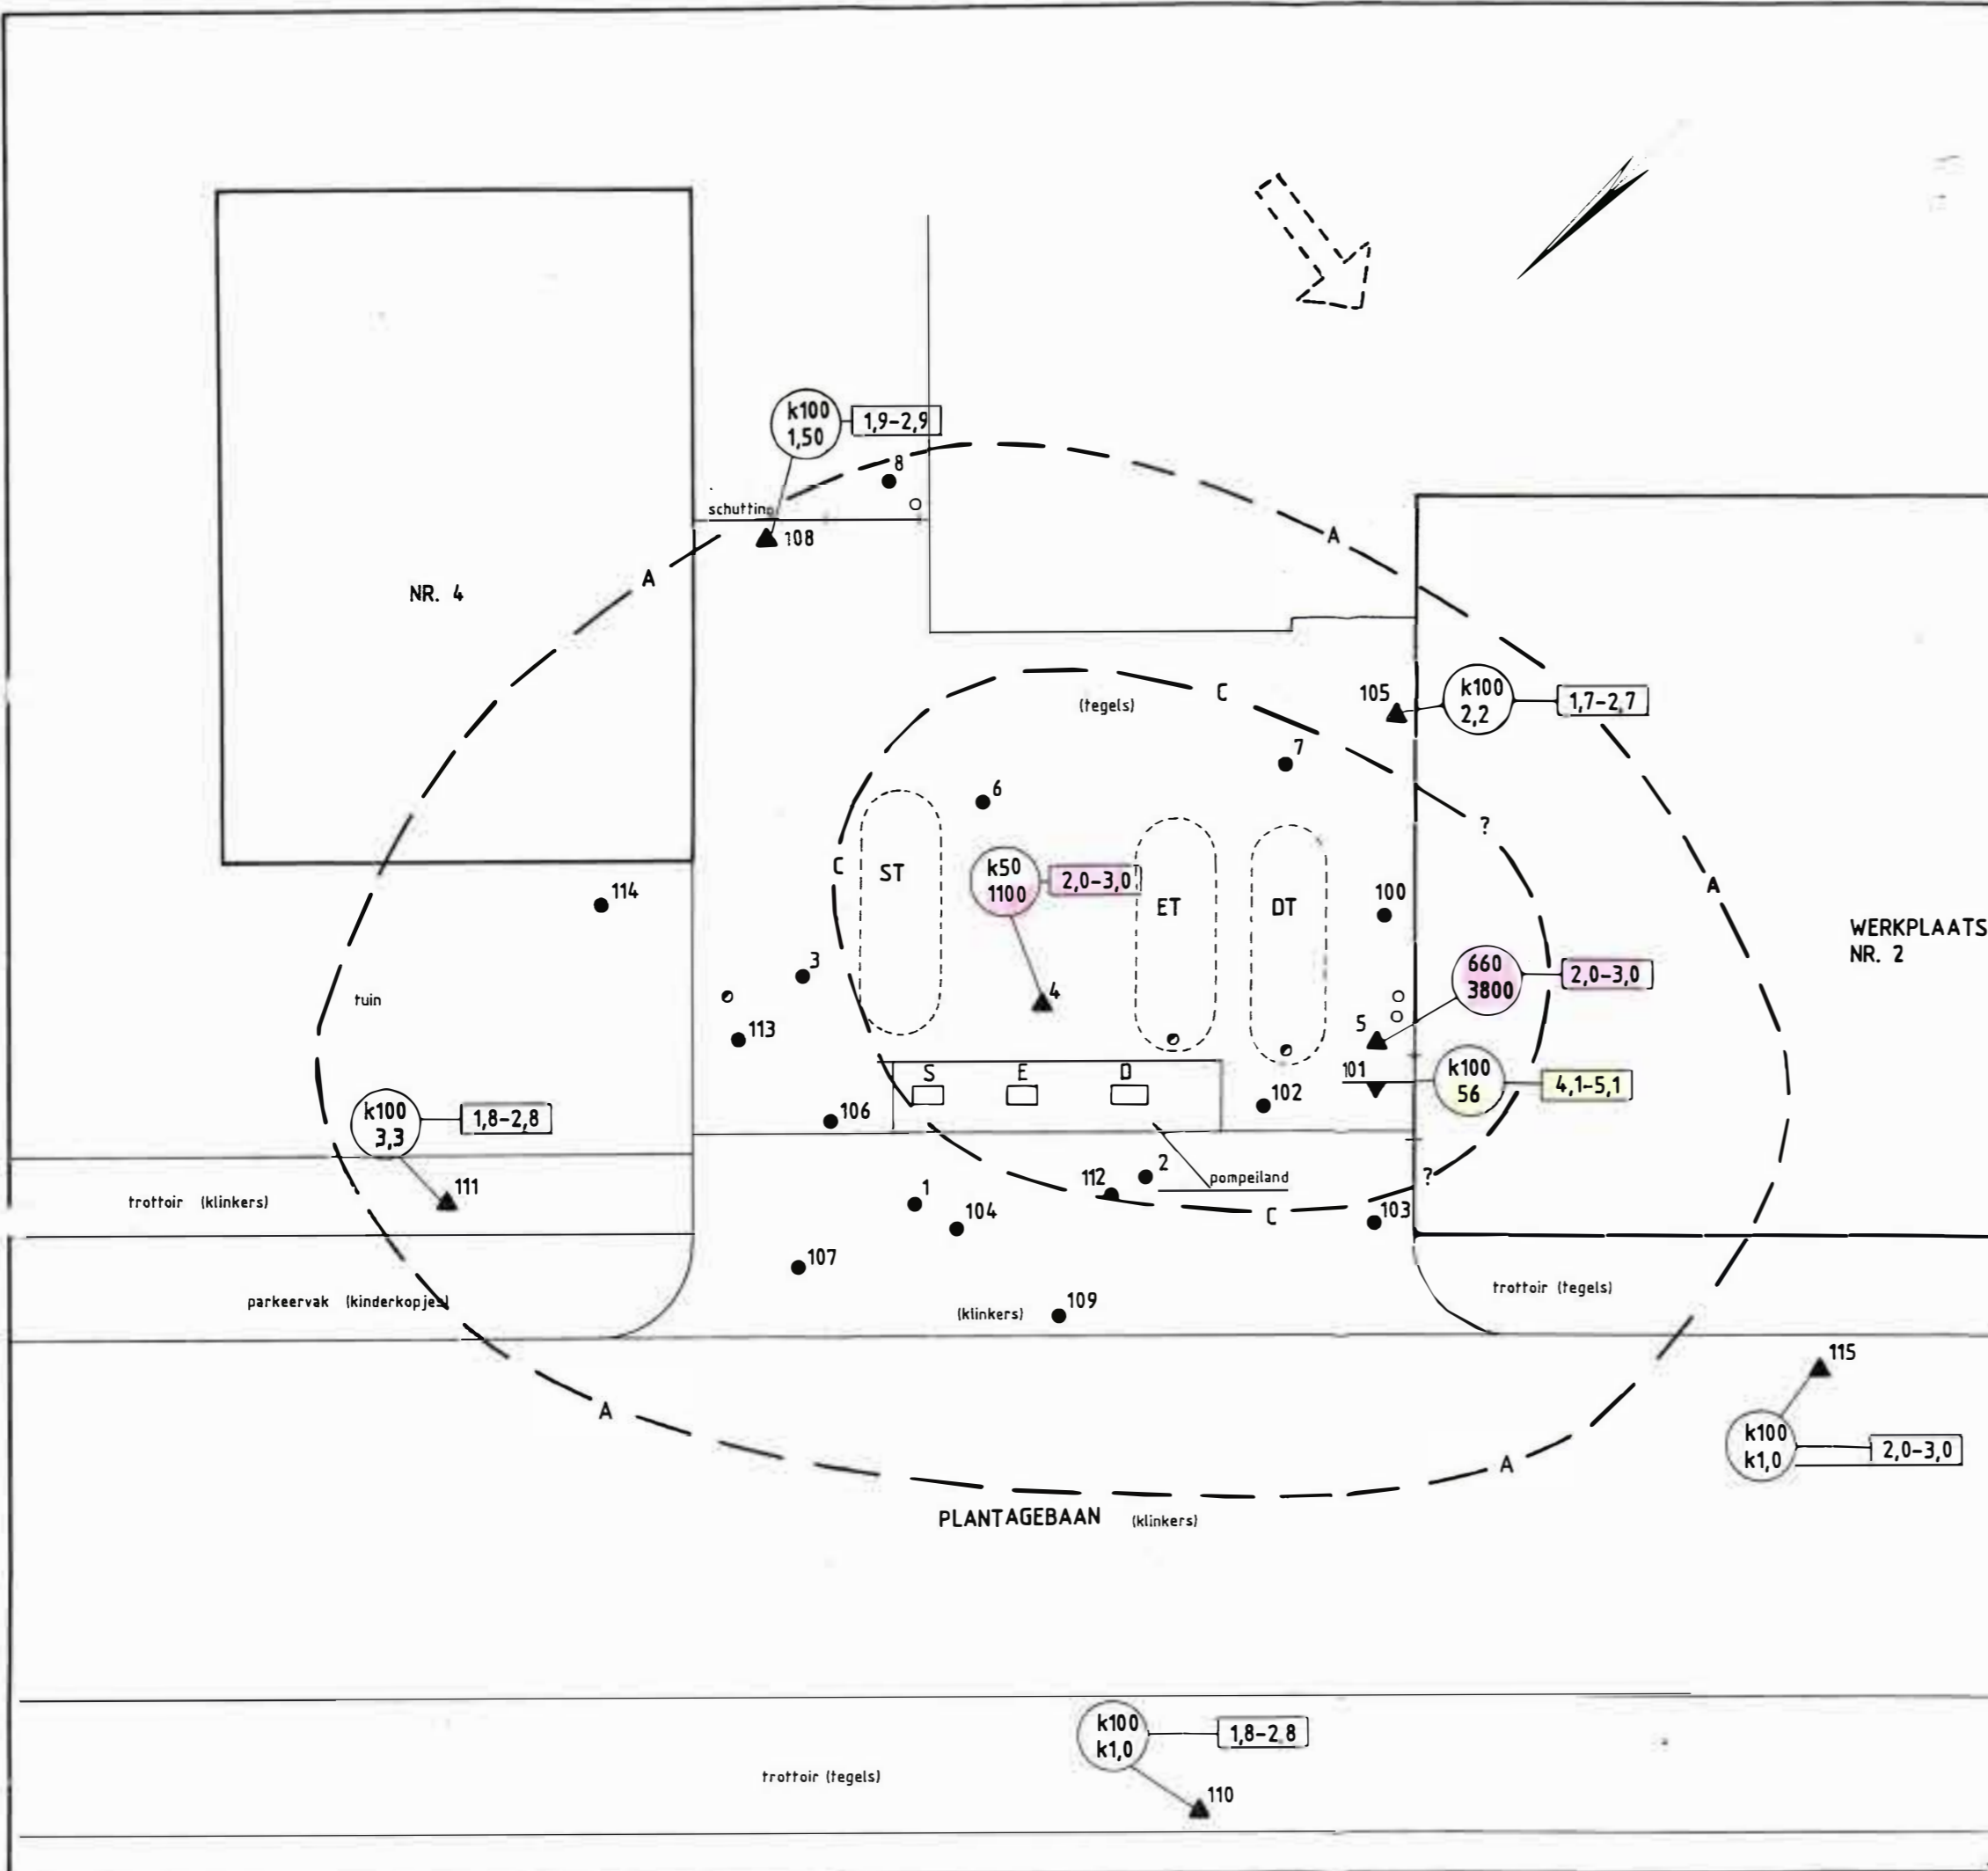 k100
1,50
1,9-2,9
8
schutting
108
A
A
NR. 4
105
k100
2,2
1,7-2,7
C
(tegels)
7
6
?
C
ST
k50
1100
2,0-3,0
ET
DT
100
A
114
WERKPLAATS
NR. 2
3
660
3800
2,0-3,0
4
tuin
5
113
101
k100
56
4,1-5,1
S
E
D
102
106
k100
3,3
1,8-2,8
111
112
2
pompeiland
?
trottoir (klinkers)
1
104
C
103
107
parkeervak (kinderkopjes)
(klinkers)
109
trottoir (tegels)
115
A
A
k100
k1,0
2,0-3,0
PLANTAGEBAAN (klinkers)
k100
k1,0
1,8-2,8
trottoir (tegels)
110